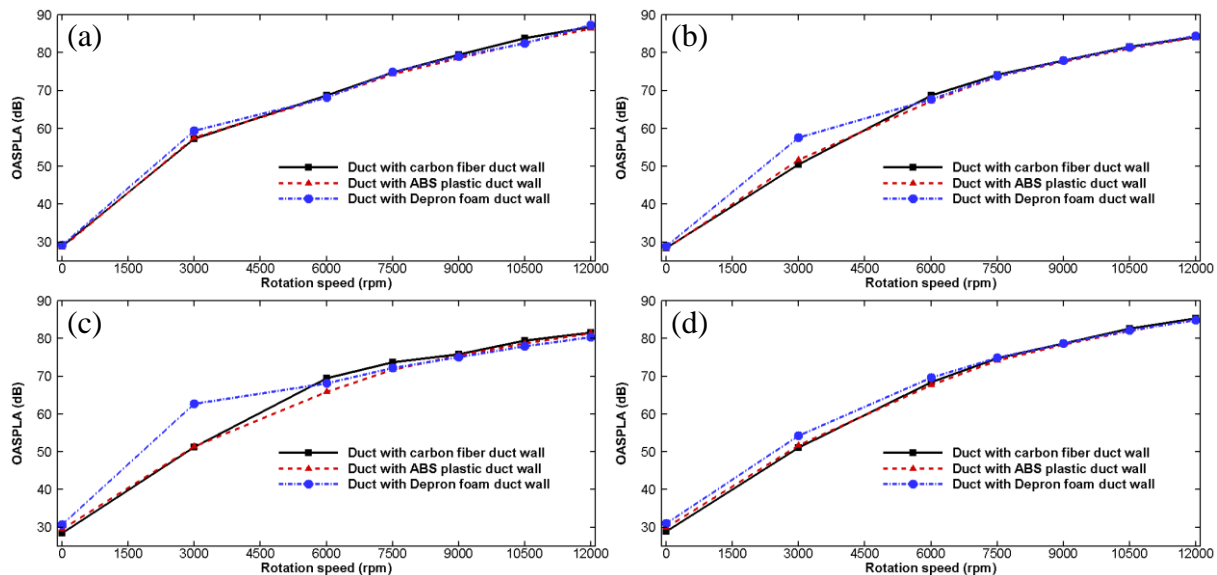 (a)
OASPLA (dB)
90
80
70
60
50
40
30
Duct with carbon fiber duct wall
Duct with ABS plastic duct wall
Duct with Depron foam duct wall
0 1500 3000 4500 6000 7500 9000 10500 12000
Rotation speed (rpm)
(b)
OASPLA (dB)
90
80
70
60
50
40
30
Duct with carbon fiber duct wall
Duct with ABS plastic duct wall
Duct with Depron foam duct wall
0 1500 3000 4500 6000 7500 9000 10500 12000
Rotation speed (rpm)
(c)
OASPLA (dB)
90
80
70
60
50
40
30
Duct with carbon fiber duct wall
Duct with ABS plastic duct wall
Duct with Depron foam duct wall
0 1500 3000 4500 6000 7500 9000 10500 12000
Rotation speed (rpm)
(d)
OASPLA (dB)
90
80
70
60
50
40
30
Duct with carbon fiber duct wall
Duct with ABS plastic duct wall
Duct with Depron foam duct wall
0 1500 3000 4500 6000 7500 9000 10500 12000
Rotation speed (rpm)